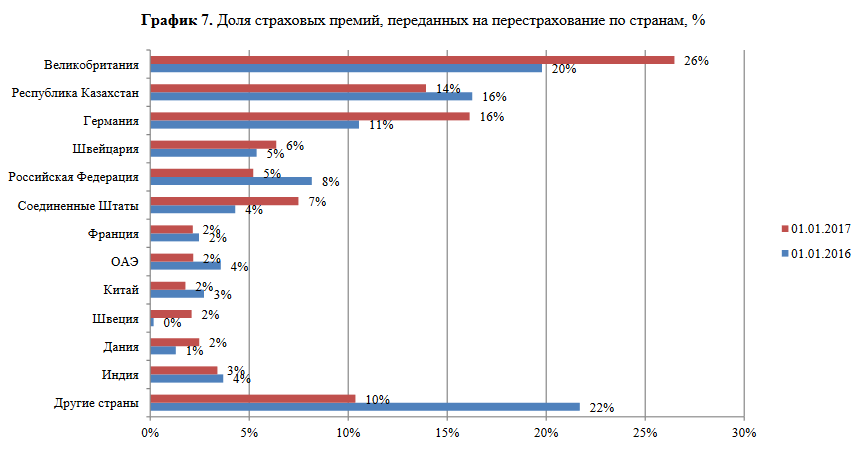 График 7. Доля страховых премий, переданных на перестрахование по странам, %
Великобритания
26%
20%
Республика Казахстан
14%
16%
Германия
16%
11%
Швейцария
6%
5%
Российская Федерация
5%
8%
Соединенные Штаты
7%
4%
Франция
2%
2%
ОАЭ
2%
4%
Китай
2%
3%
Швеция
2%
0%
Дания
2%
1%
Индия
3%
4%
Другие страны
10%
22%
0% 5% 10% 15% 20% 25% 30%
01.01.2017
01.01.2016